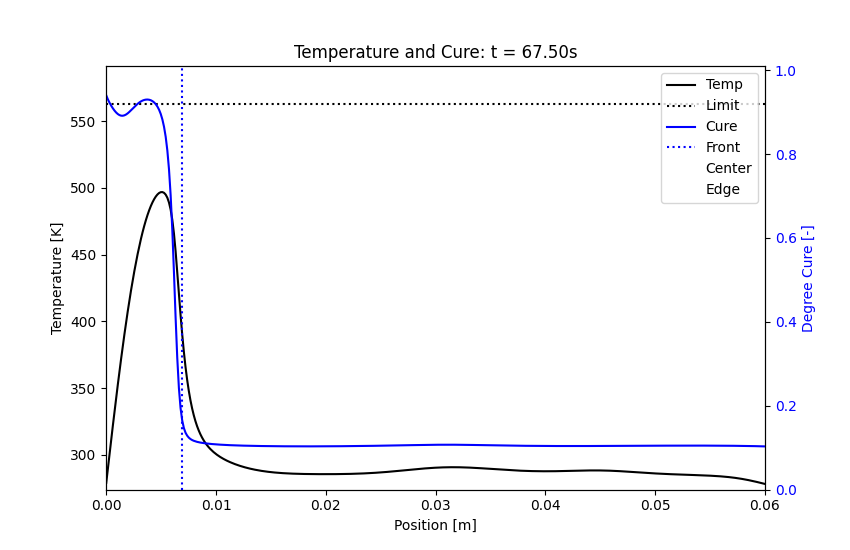 Temperature and Cure: t = 67.50s
Temp
Limit
Cure
Front
Center
Edge
Temperature [K]
550
500
450
400
350
300
Degree Cure [-]
1.0
0.8
0.6
0.4
0.2
0.0
0.00 0.01 0.02 0.03 0.04 0.05 0.06
Position [m]